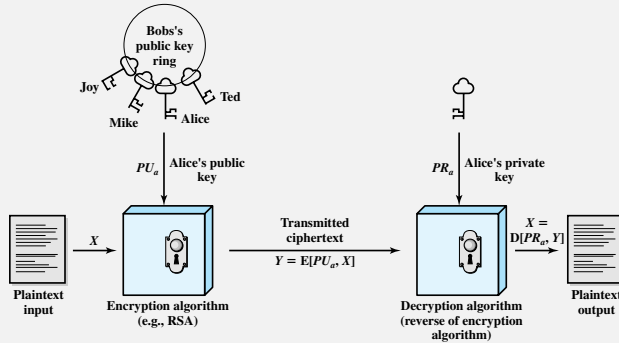 Bobs's
public key
ring
Joy
Ted
Mike
Alice
PUa
Alice's public
key
PRa
Alice's private
key
X
Transmitted
ciphertext
Y = E[PUa, X]
X =
D[PRa, Y]
Plaintext
input
Encryption algorithm
(e.g., RSA)
Decryption algorithm
(reverse of encryption
algorithm)
Plaintext
output